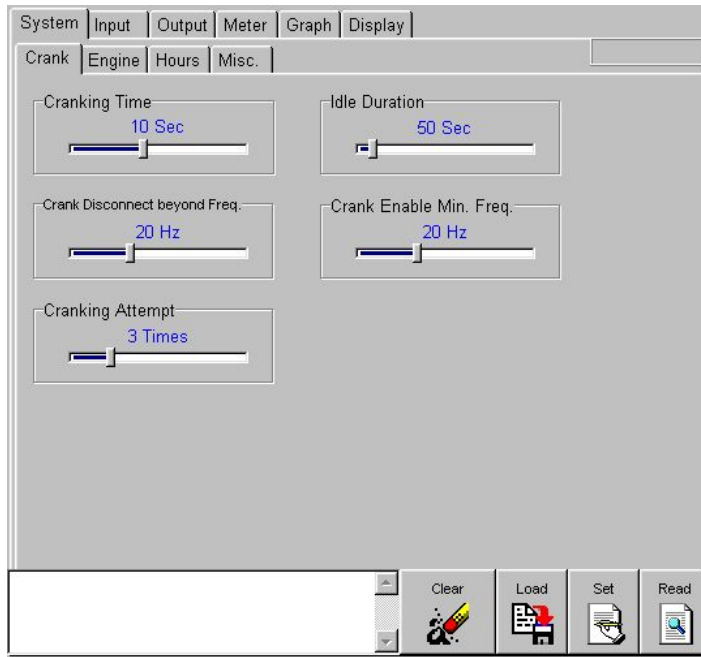 System Input Output Meter Graph Display
Crank Engine Hours Misc.
Cranking Time
10 Sec
Idle Duration
50 Sec
Crank Disconnect beyond Freq.
20 Hz
Crank Enable Min. Freq.
20 Hz
Cranking Attempt
3 Times
Clear Load Set Read